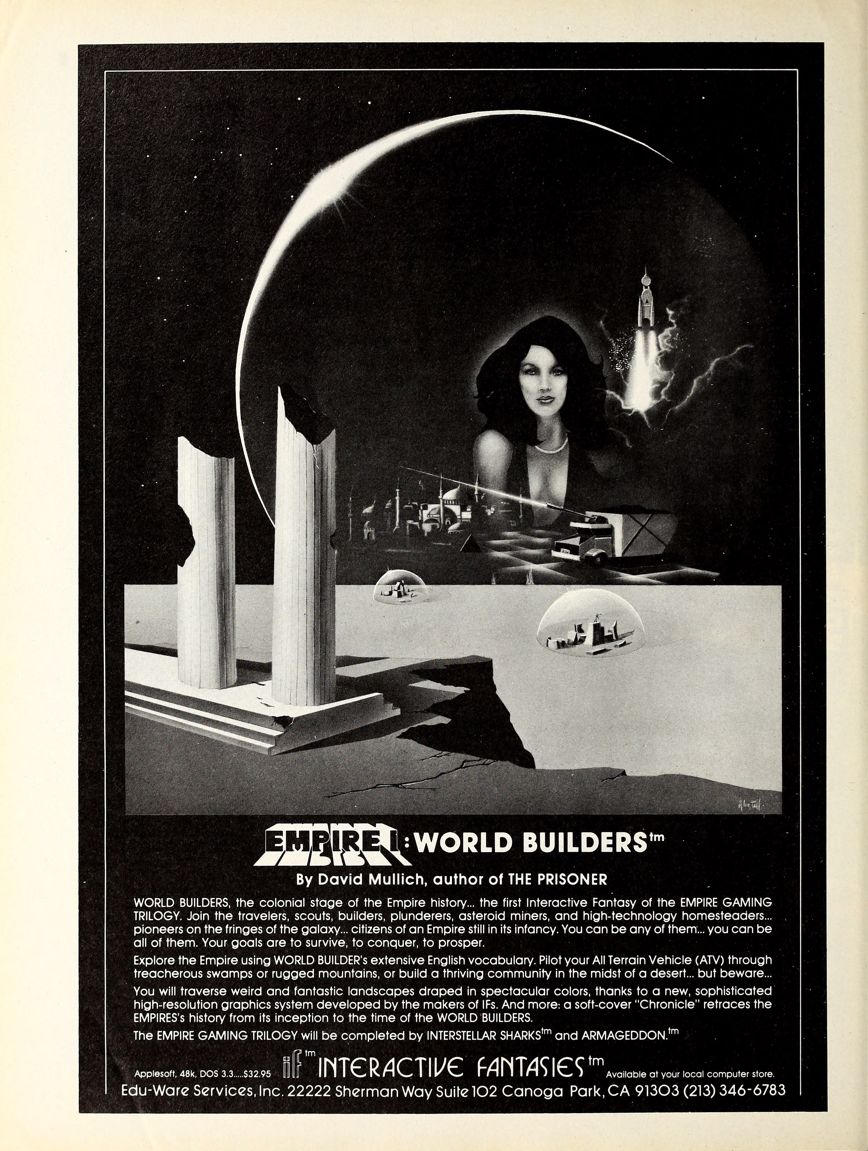 EMPIRE I: WORLD BUILDERS™
By David Mullich, author of THE PRISONER
WORLD BUILDERS, the colonial stage of the Empire history... the first Interactive Fantasy of the EMPIRE GAMING
TRILOGY. Join the travelers, scouts, builders, plunderers, asteroid miners, and high-technology homesteaders...
pioneers on the fringes of the galaxy... citizens of an Empire still in its infancy. You can be any of them... you can be
all of them. Your goals are to survive, to conquer, to prosper.
Explore the Empire using WORLD BUILDER's extensive English vocabulary. Pilot your All Terrain Vehicle (ATV) through
treacherous swamps or rugged mountains, or build a thriving community in the midst of a desert... but beware...
You will traverse weird and fantastic landscapes draped in spectacular colors, thanks to a new, sophisticated
high-resolution graphics system developed by the makers of IFs. And more: a soft-cover "Chronicle" retraces the
EMPIRES's history from its inception to the time of the WORLD BUILDERS.
The EMPIRE GAMING TRILOGY will be completed by INTERSTELLAR SHARKS™ and ARMAGEDDON.™
Applesoft, 48k, DOS 3.3.....$32.95 if™ INTERACTIVE FANTASIES™ Available at your local computer store.
Edu-Ware Services, Inc. 22222 Sherman Way Suite 102 Canoga Park, CA 91303 (213) 346-6783